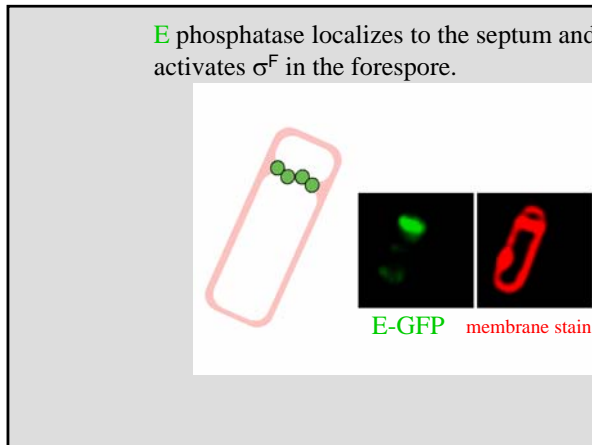 E phosphatase localizes to the septum and
activates σF in the forespore.
E-GFP
membrane stain